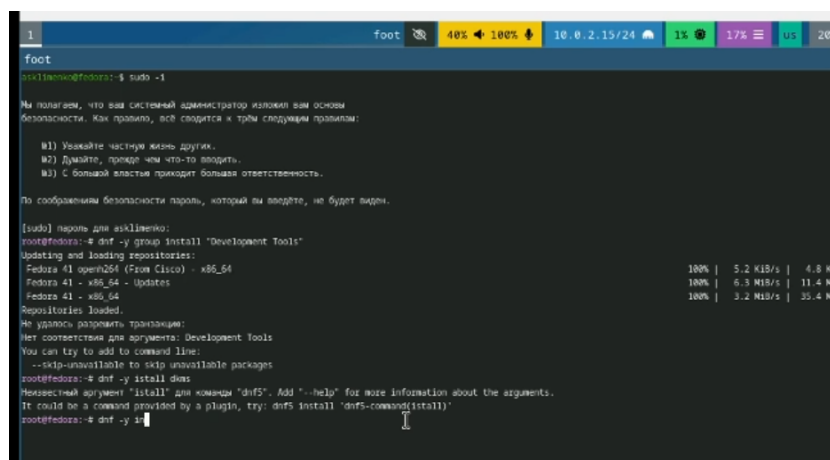 1 foot 40% 100% 10.0.2.15/24 1% 17% us 20
foot
asklimenko@fedora:~$ sudo -i
Мы полагаем, что ваш системный администратор изложил вам основы
безопасности. Как правило, всё сводится к трём следующим правилам:
№1) Уважайте частную жизнь других.
№2) Думайте, прежде чем что-то вводить.
№3) С большой властью приходит большая ответственность.
По соображениям безопасности пароль, который вы введёте, не будет виден.
[sudo] пароль для asklimenko:
root@fedora:~# dnf -y group install "Development Tools"
Updating and loading repositories:
Fedora 41 openh264 (From Cisco) - x86_64 100% | 5.2 KiB/s | 4.8 K
Fedora 41 - x86_64 - Updates 100% | 6.3 MiB/s | 11.4 M
Fedora 41 - x86_64 100% | 3.2 MiB/s | 35.4 M
Repositories loaded.
Не удалось разрешить транзакцию:
Нет соответствия для аргумента: Development Tools
You can try to add to command line:
--skip-unavailable to skip unavailable packages
root@fedora:~# dnf -y istall dkms
Неизвестный аргумент "istall" для команды "dnf5". Add "--help" for more information about the arguments.
It could be a command provided by a plugin, try: dnf5 install 'dnf5-command(istall)'
root@fedora:~# dnf -y in